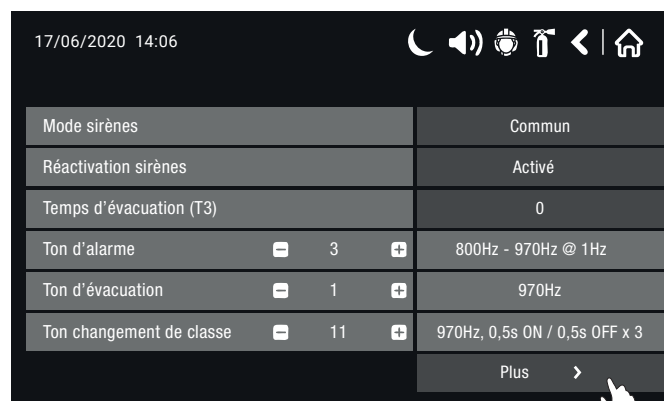 17/06/2020 14:06
Mode sirènes Commun
Réactivation sirènes Activé
Temps d'évacuation (T3) 0
Ton d'alarme 3 800Hz - 970Hz @ 1Hz
Ton d'évacuation 1 970Hz
Ton changement de classe 11 970Hz, 0,5s ON / 0,5s OFF x 3
Plus